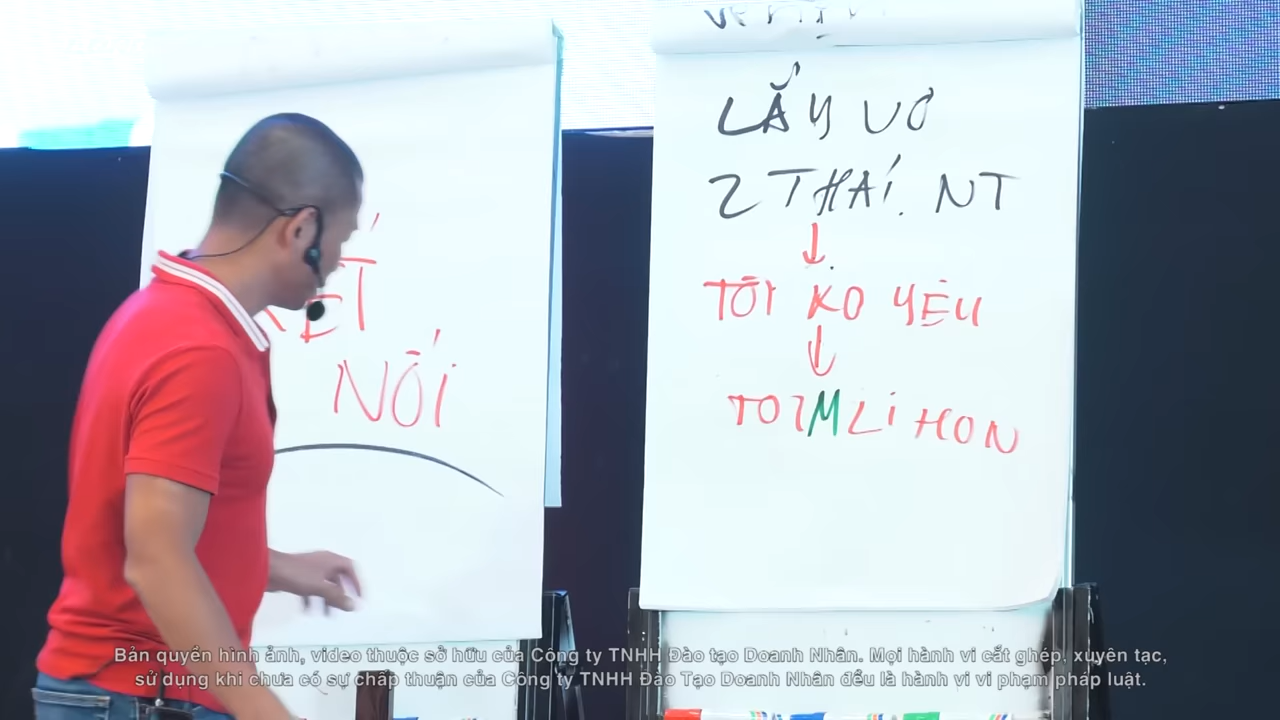 KẾT
NỐI
LẤY VỢ
2 THÁI. NT
↓
TÔI KO YÊU
↓
TOI M LI HON
Bản quyền hình ảnh, video thuộc sở hữu của Công ty TNHH Đào tạo Doanh Nhân. Mọi hành vi cắt ghép, xuyên tạc,
sử dụng khi chưa có sự chấp thuận của Công ty TNHH Đào Tạo Doanh Nhân đều là hành vi vi phạm pháp luật.